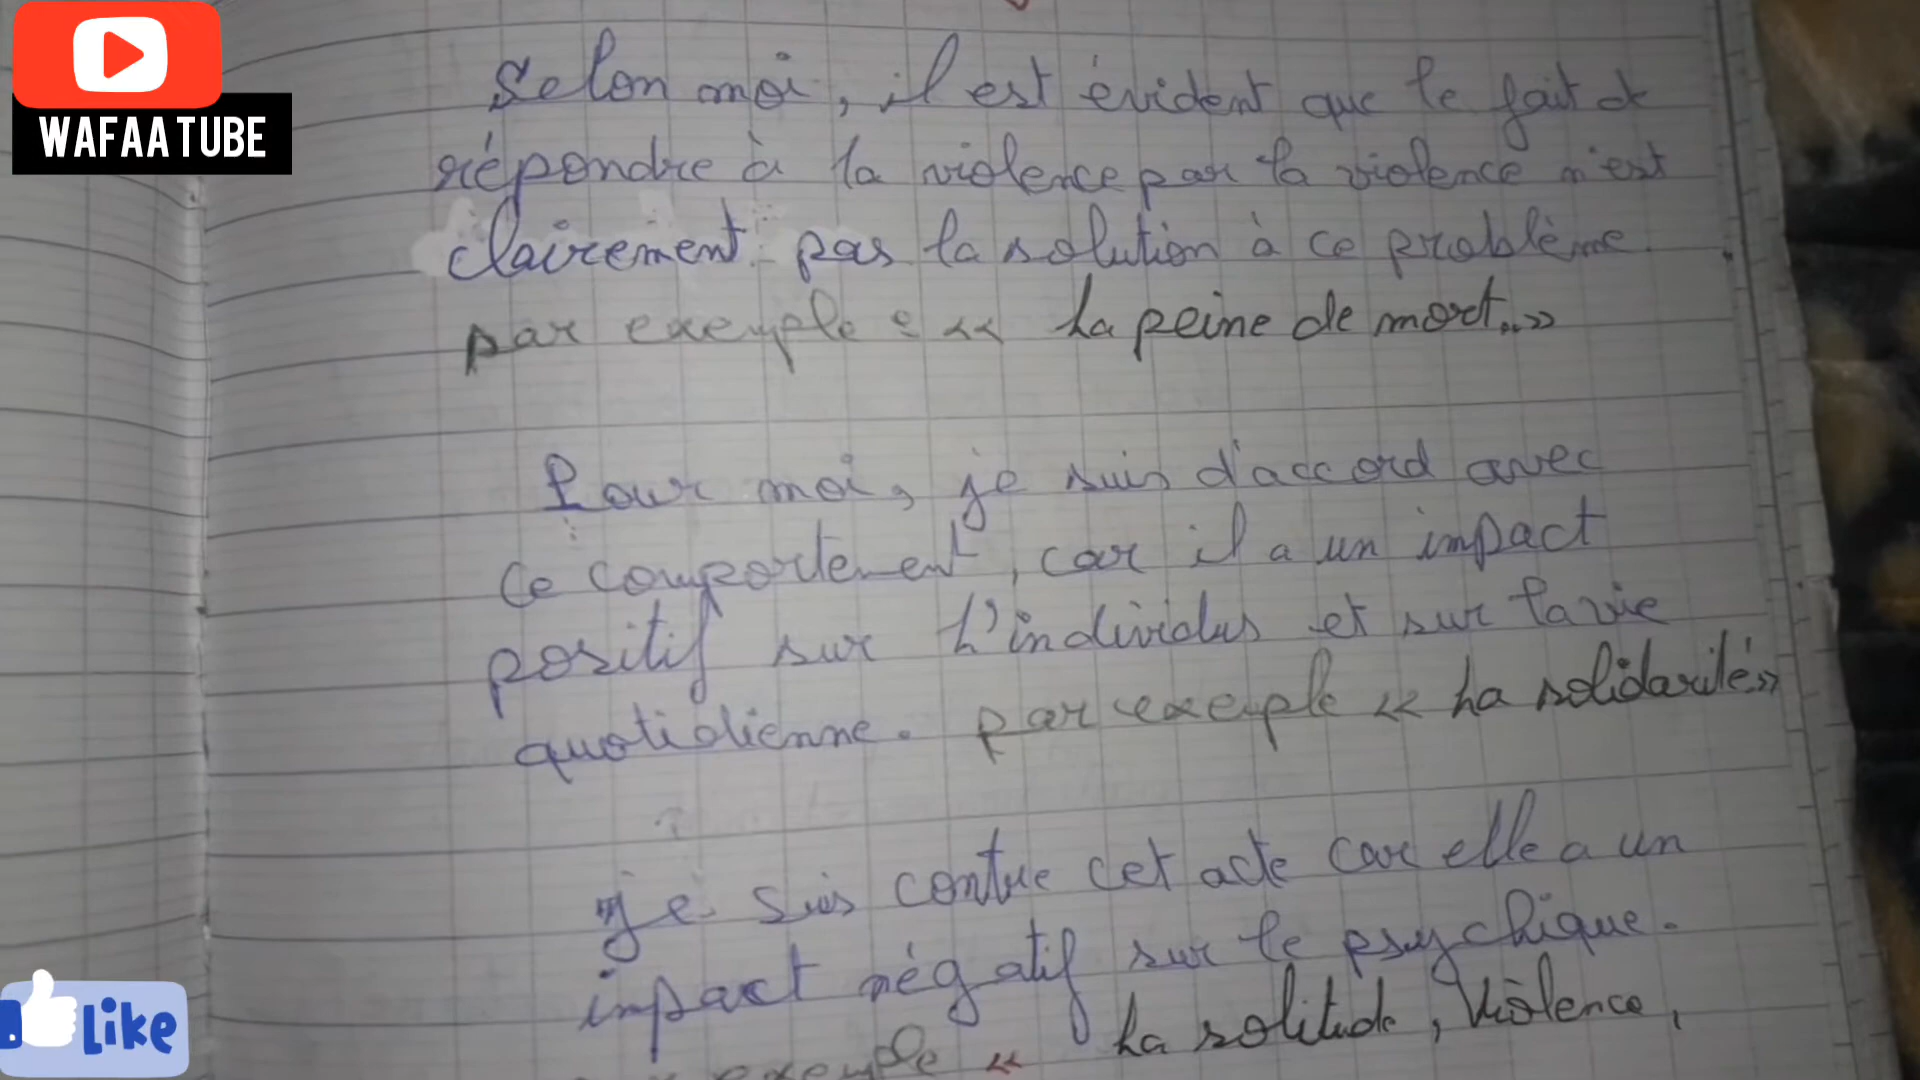 WAFAA TUBE
Selon moi, il est évident que le fait de
répondre à la violence par la violence n'est
clairement pas la solution à ce problème
par exemple : « La peine de mort..»
Pour moi, je suis d'accord avec
ce comportement, car il a un impact
positif sur l'individus et sur la vie
quotidienne. par exemple « La solidarité»
je suis contre cet acte car elle a un
impact négatif sur le psychique.
exemple « La solitude, Violence,
Like